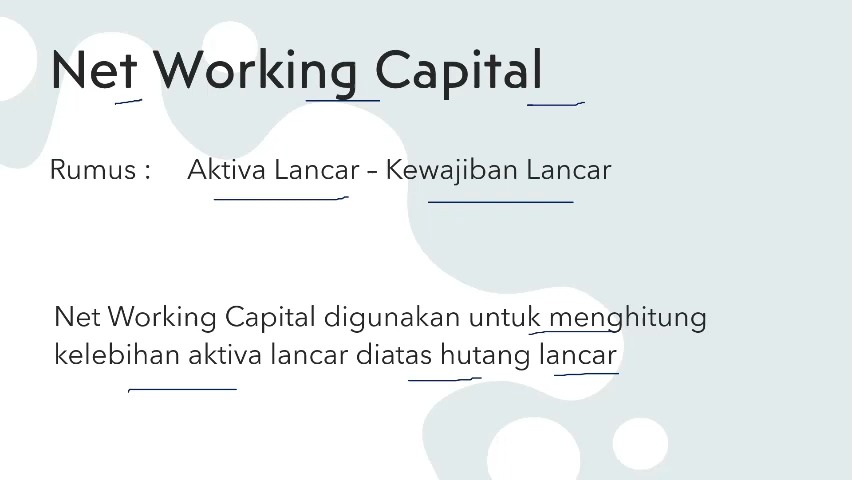 Net Working Capital
Rumus : Aktiva Lancar – Kewajiban Lancar
Net Working Capital digunakan untuk menghitung
kelebihan aktiva lancar diatas hutang lancar